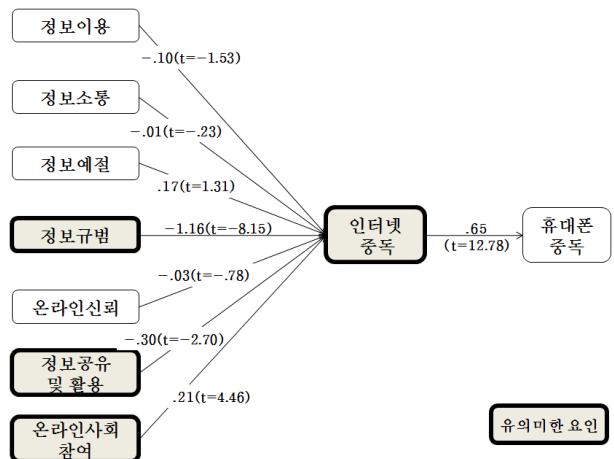 정보이용
−.10(t=−1.53)
정보소통
−.01(t=−.23)
정보예절
.17(t=1.31)
정보규범
−1.16(t=−8.15)
인터넷
중독
.65
(t=12.78)
휴대폰
중독
−.03(t=−.78)
온라인신뢰
−.30(t=−2.70)
정보공유
및 활용
.21(t=4.46)
온라인사회
참여
유의미한 요인